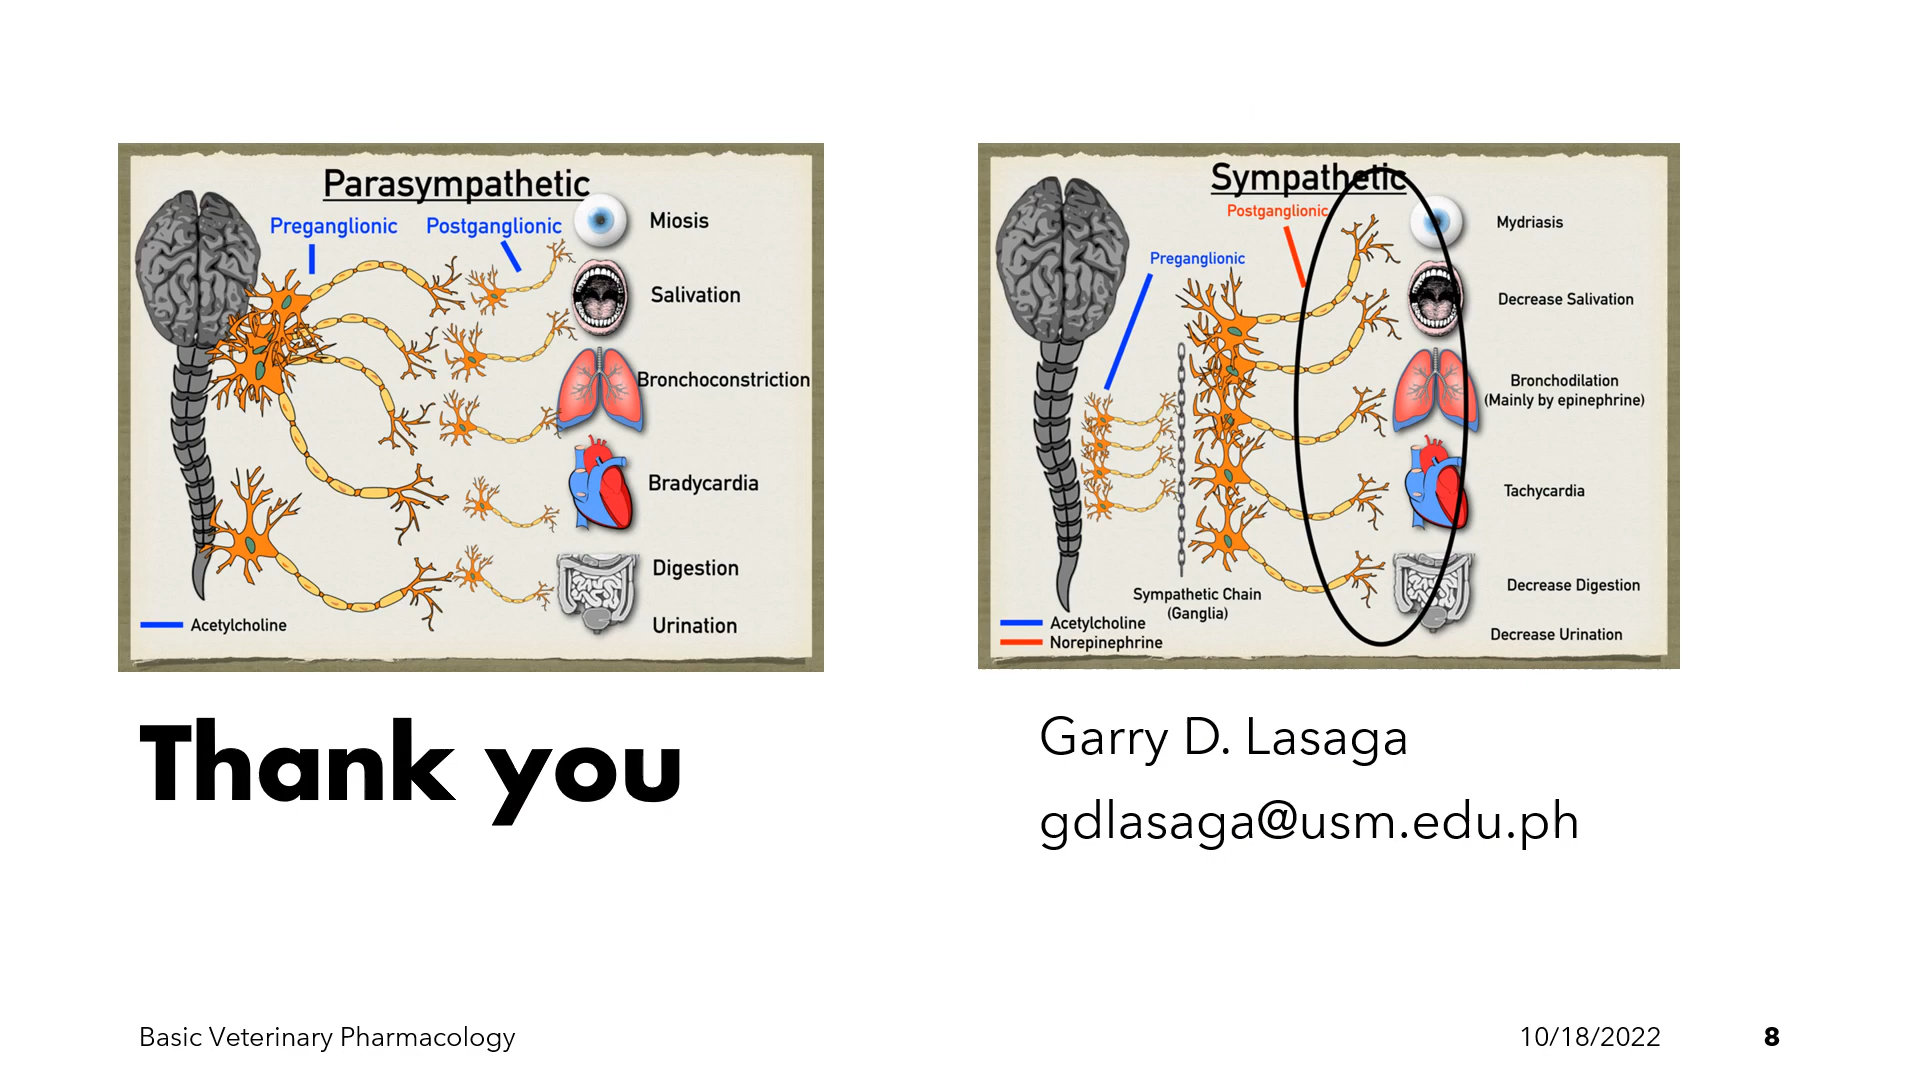 Parasympathetic
Preganglionic
Postganglionic
Miosis
Salivation
Bronchoconstriction
Bradycardia
Digestion
Urination
Acetylcholine
Sympathetic
Postganglionic
Preganglionic
Mydriasis
Decrease Salivation
Bronchodilation
(Mainly by epinephrine)
Tachycardia
Decrease Digestion
Decrease Urination
Sympathetic Chain
(Ganglia)
Acetylcholine
Norepinephrine
Thank you
Garry D. Lasaga
gdlasaga@usm.edu.ph
Basic Veterinary Pharmacology
10/18/2022
8